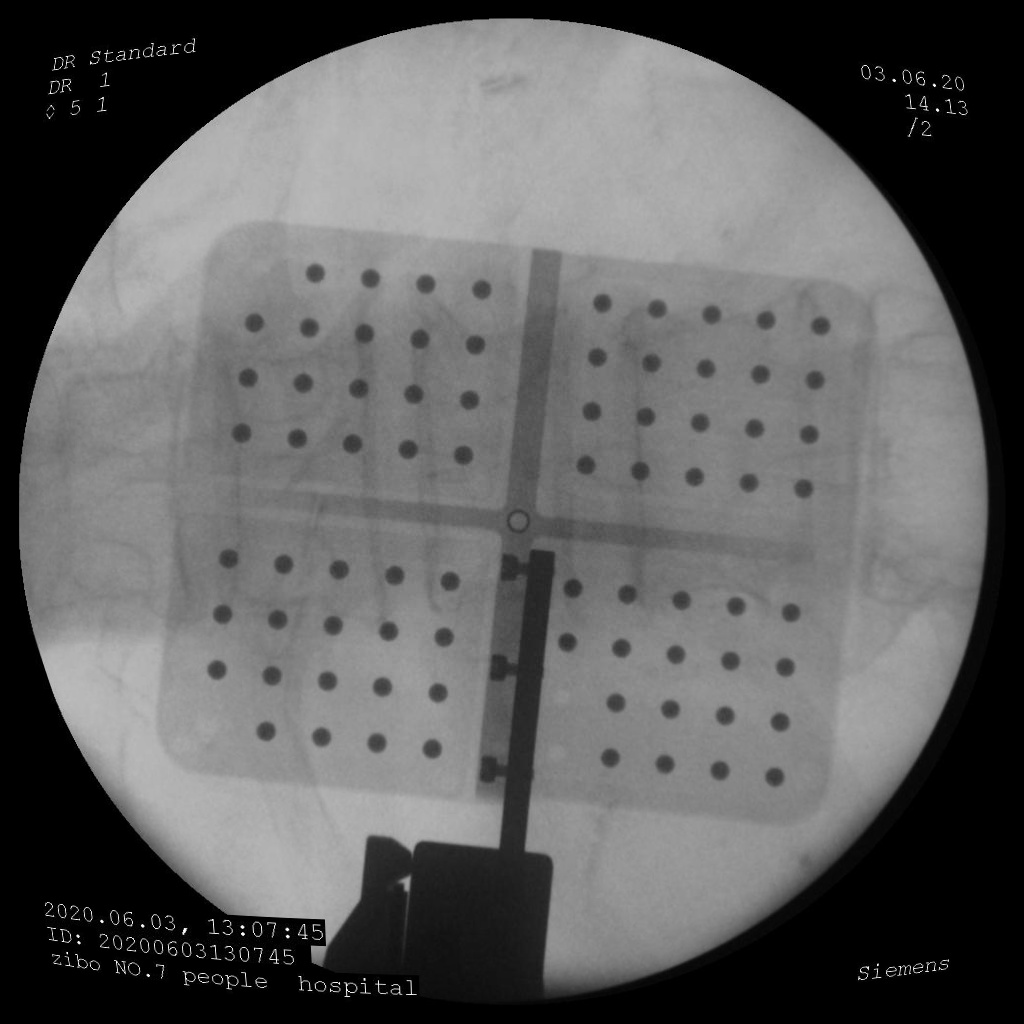 DR Standard
DR 1
◊ 5 1
03.06.20
14.13
/2
2020.06.03, 13:07:45
ID: 20200603130745
zibo NO.7 people hospital
Siemens